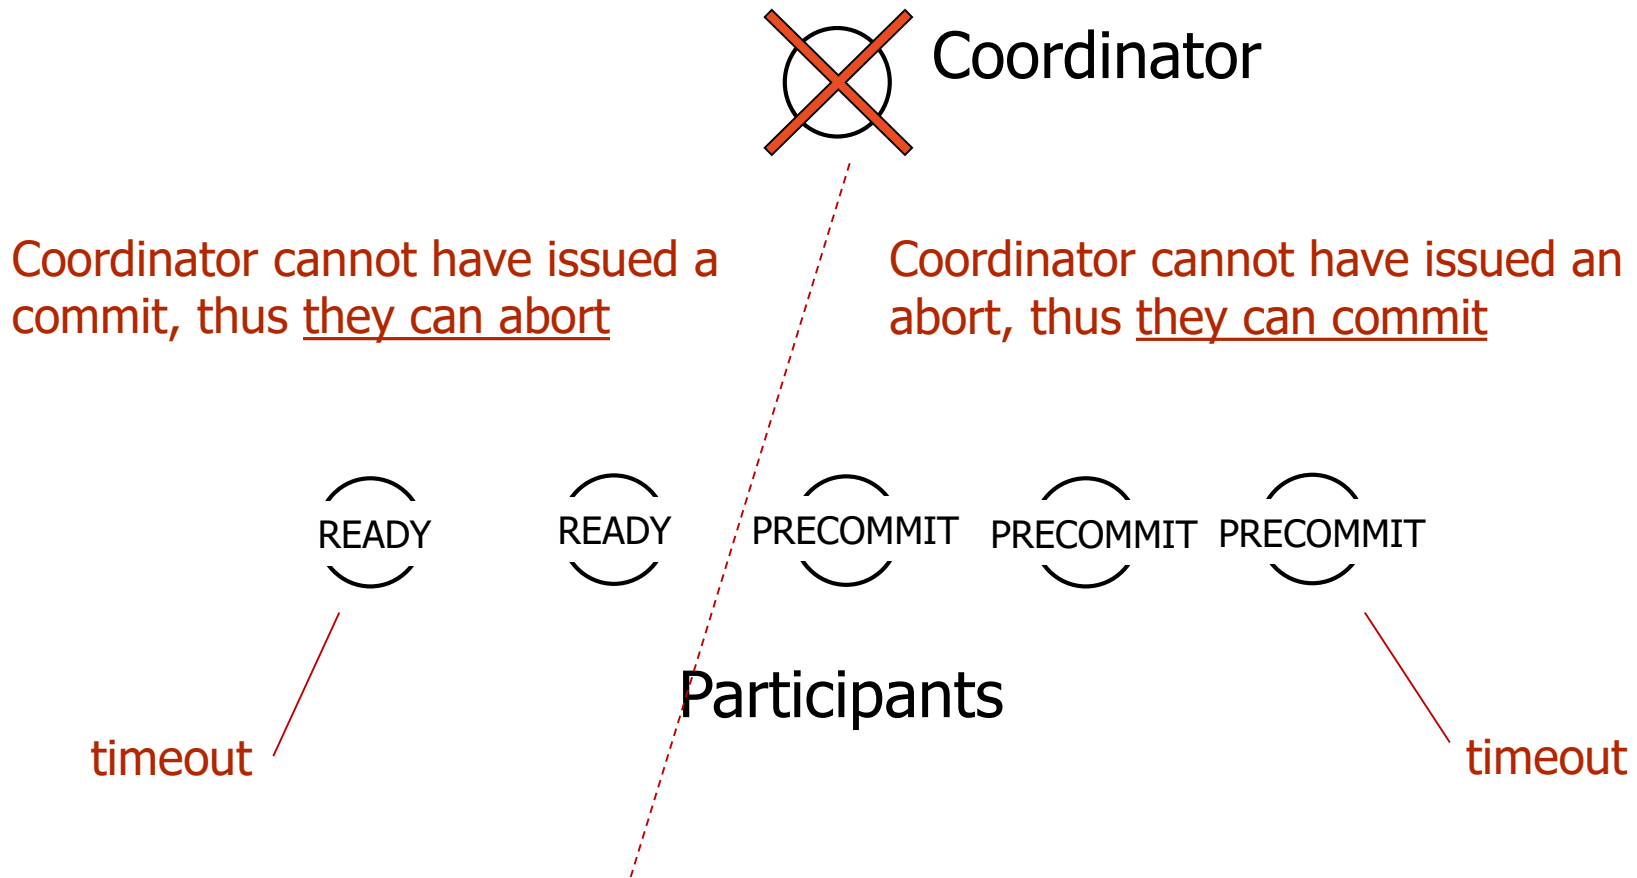 Coordinator
Coordinator cannot have issued a
commit, thus they can abort
Coordinator cannot have issued an
abort, thus they can commit
READY
READY
PRECOMMIT
PRECOMMIT
PRECOMMIT
Participants
timeout
timeout